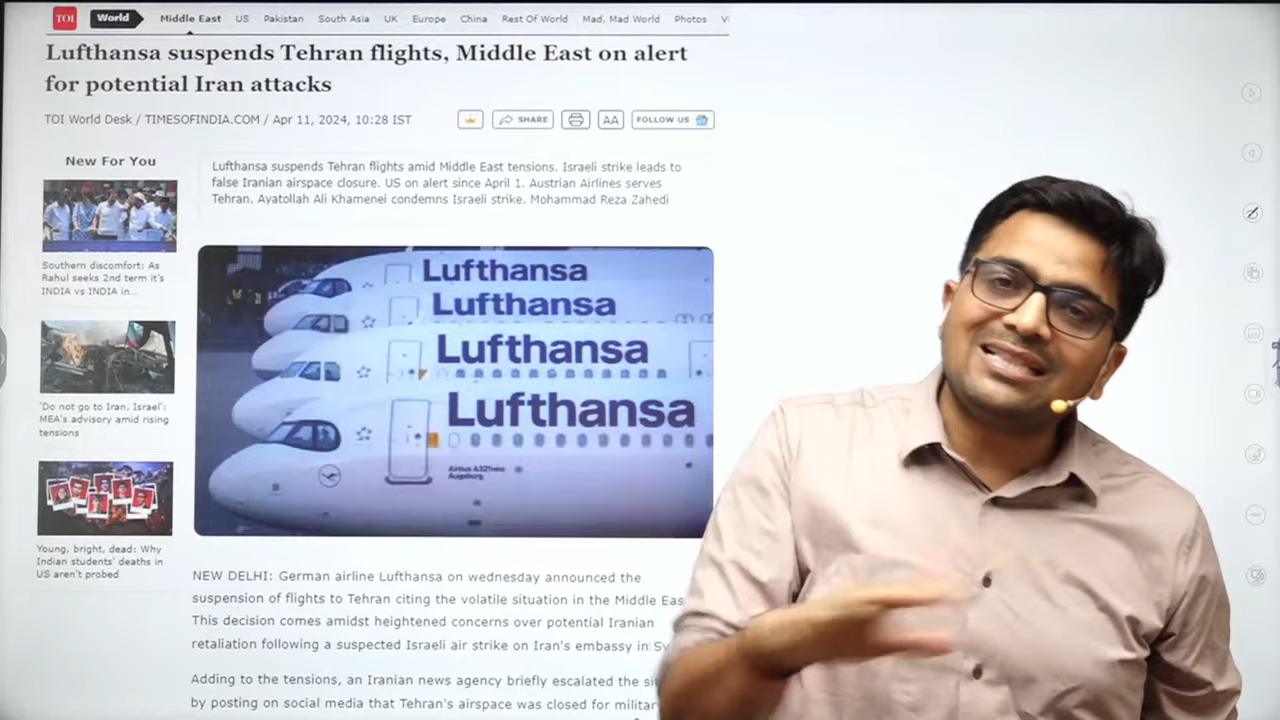 TOI World Middle East US Pakistan South Asia UK Europe China Rest Of World Mad, Mad World Photos
Lufthansa suspends Tehran flights, Middle East on alert
for potential Iran attacks
TOI World Desk / TIMESOFINDIA.COM / Apr 11, 2024, 10:28 IST
SHARE AA FOLLOW US
New For You
Southern discomfort: As
Rahul seeks 2nd term it's
INDIA vs INDIA in...
'Do not go to Iran, Israel':
MEA's advisory amid rising
tensions
Young, bright, dead: Why
Indian students' deaths in
US aren't probed
Lufthansa suspends Tehran flights amid Middle East tensions. Israeli strike leads to
false Iranian airspace closure. US on alert since April 1. Austrian Airlines serves
Tehran. Ayatollah Ali Khamenei condemns Israeli strike. Mohammad Reza Zahedi
Lufthansa
Lufthansa
Lufthansa
Lufthansa
Airbus A321neo
Augsburg
NEW DELHI: German airline Lufthansa on wednesday announced the
suspension of flights to Tehran citing the volatile situation in the Middle Eas
This decision comes amidst heightened concerns over potential Iranian
retaliation following a suspected Israeli air strike on Iran's embassy in Sy
Adding to the tensions, an Iranian news agency briefly escalated the sit
by posting on social media that Tehran's airspace was closed for militar